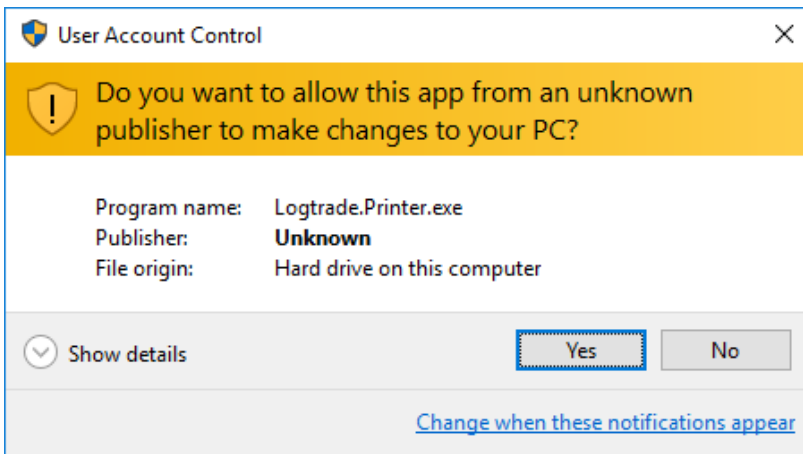 User Account Control
Do you want to allow this app from an unknown
publisher to make changes to your PC?
Program name: Logtrade.Printer.exe
Publisher: Unknown
File origin: Hard drive on this computer
Show details
Yes No
Change when these notifications appear